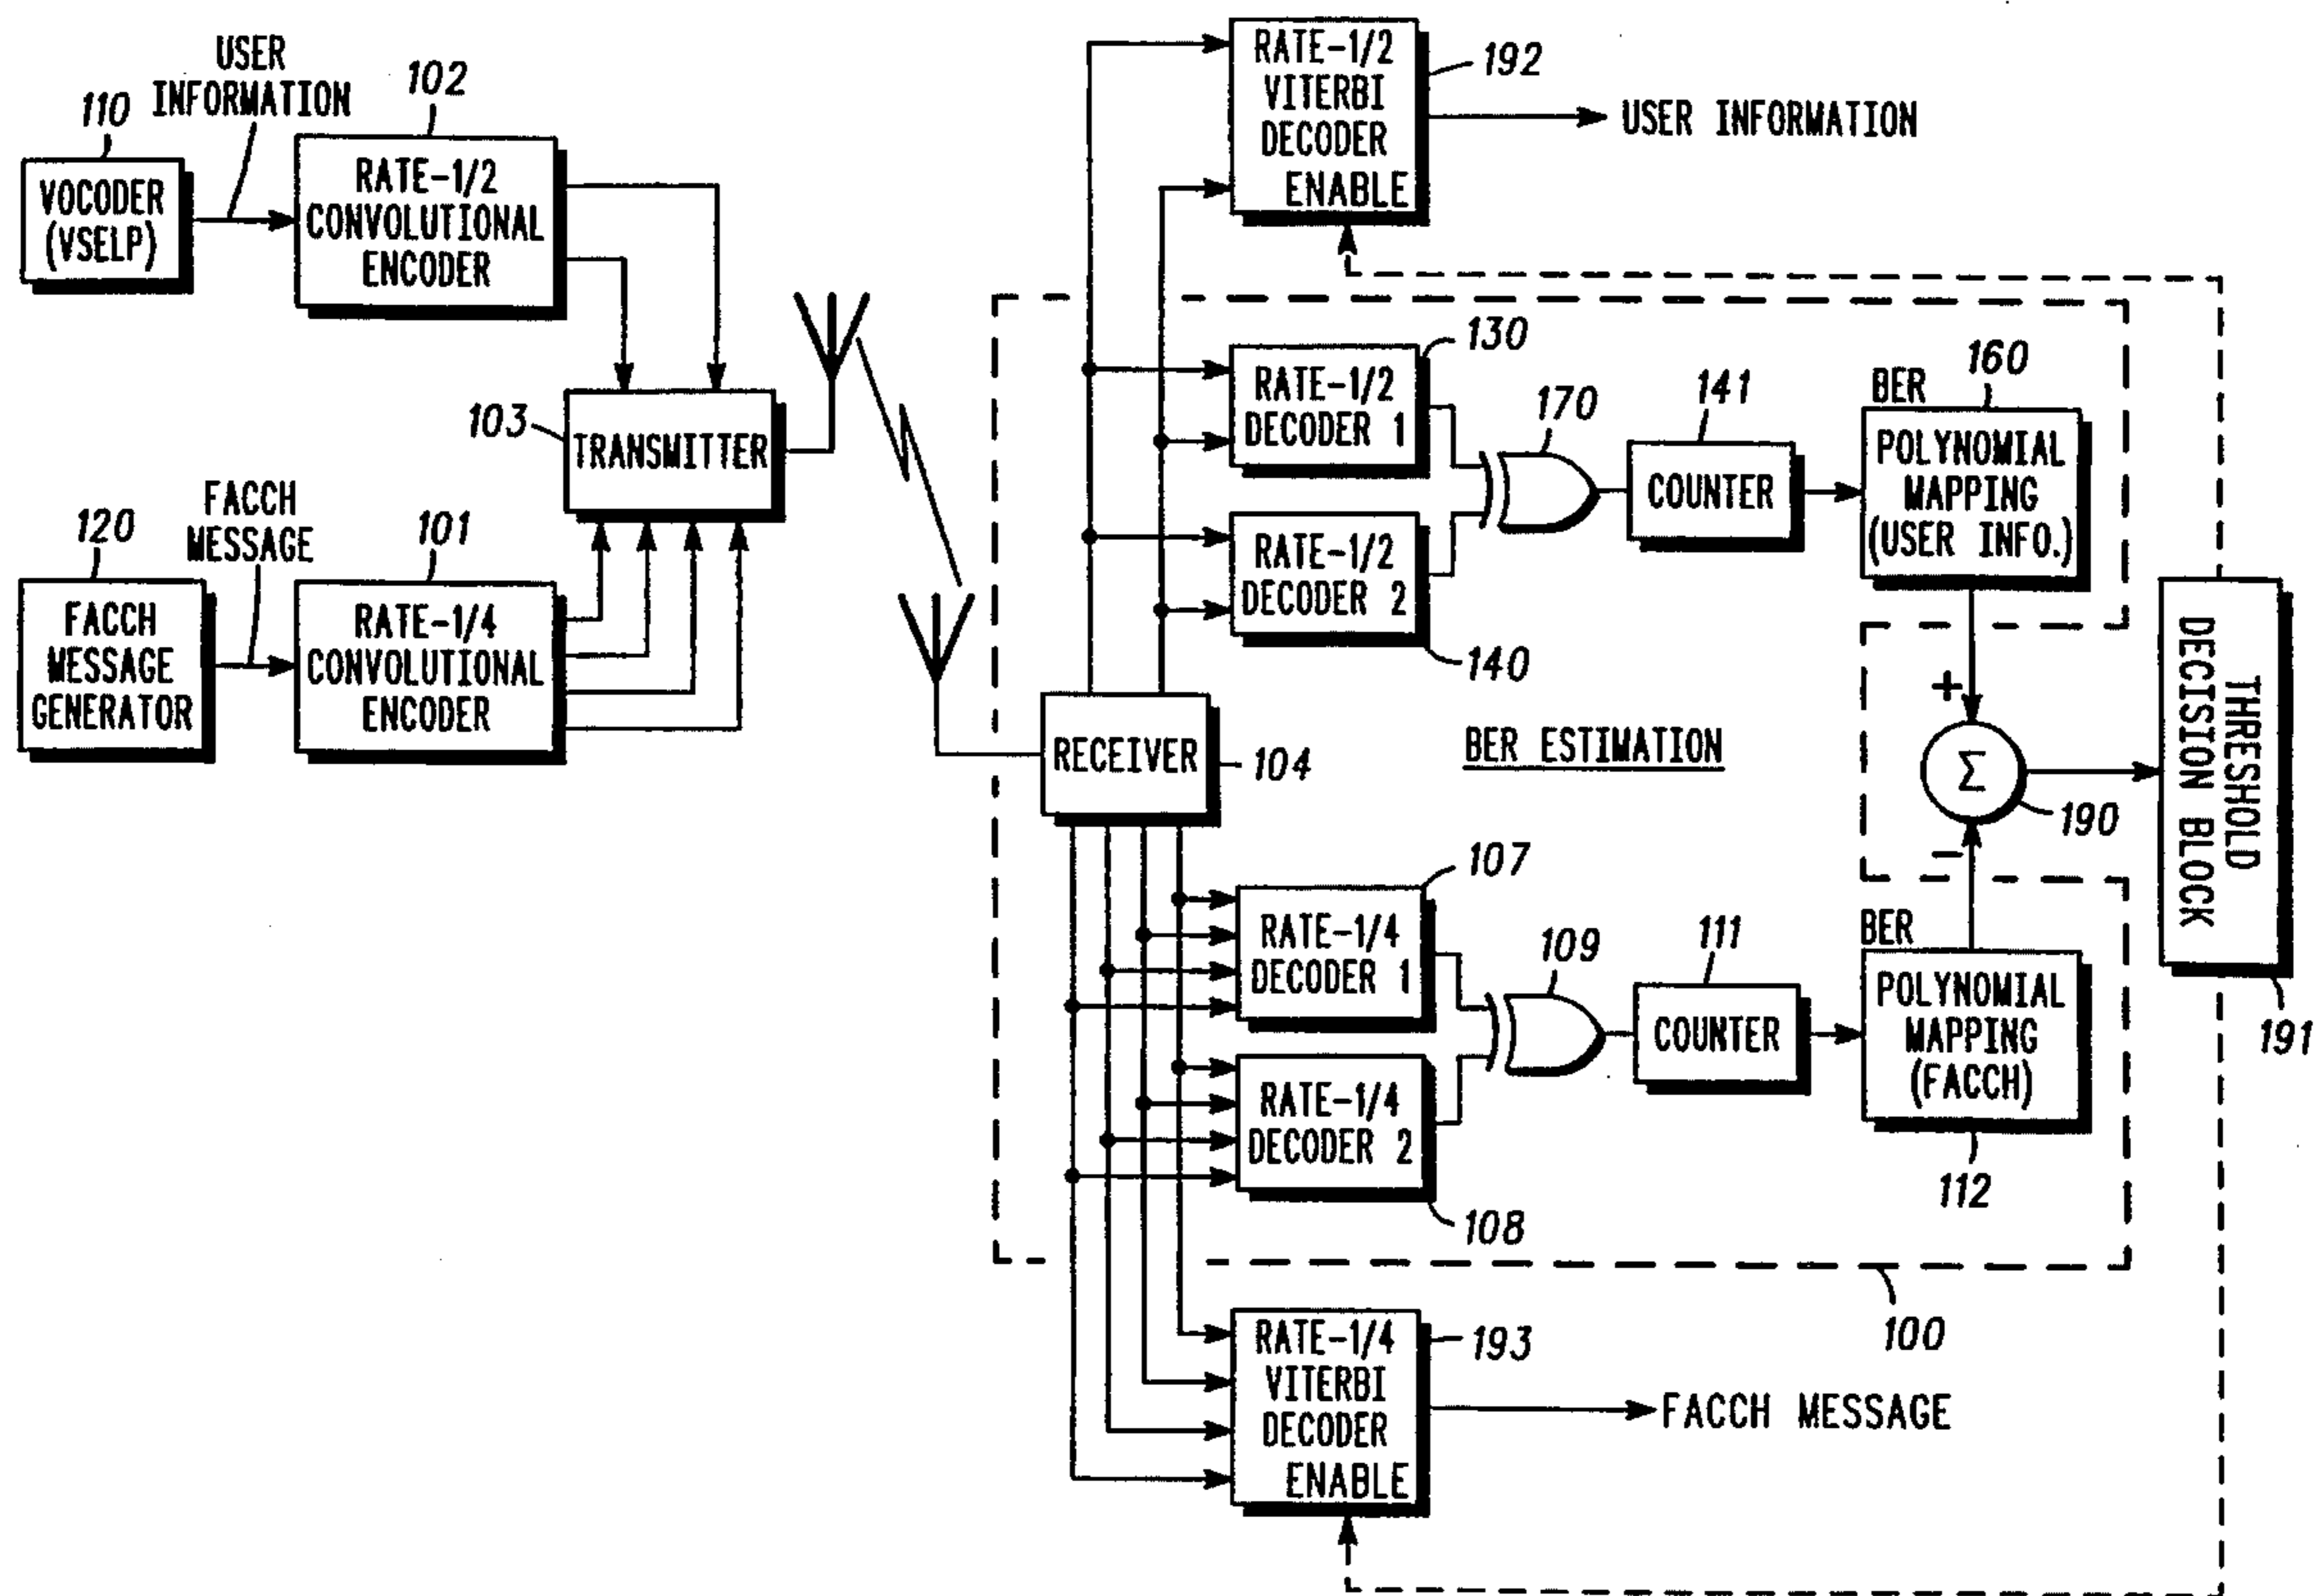 USER
INFORMATION
110
102
VOCODER
(VSELP)
RATE-1/2
CONVOLUTIONAL
ENCODER
103
TRANSMITTER
120
FACCH
MESSAGE
101
FACCH
MESSAGE
GENERATOR
RATE-1/4
CONVOLUTIONAL
ENCODER
RATE-1/2
VITERBI
DECODER
ENABLE
192
USER INFORMATION
130
RATE-1/2
DECODER 1
170
141
COUNTER
BER
160
POLYNOMIAL
MAPPING
(USER INFO.)
RATE-1/2
DECODER 2
140
RECEIVER
104
BER ESTIMATION
+
Σ
190
−
THRESHOLD
DECISION BLOCK
191
107
RATE-1/4
DECODER 1
109
111
COUNTER
BER
POLYNOMIAL
MAPPING
(FACCH)
112
RATE-1/4
DECODER 2
108
100
RATE-1/4
VITERBI
DECODER
ENABLE
193
FACCH MESSAGE